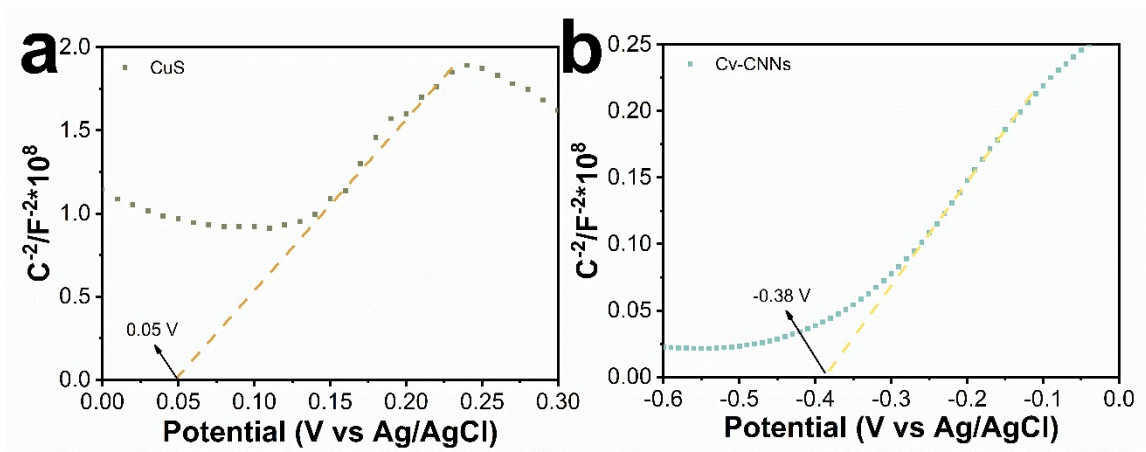 a
CuS
2.0
1.5
1.0
0.5
0.0
0.05 V
0.00 0.05 0.10 0.15 0.20 0.25 0.30
Potential (V vs Ag/AgCl)
C⁻²/F⁻²*10⁸
b
Cv-CNNs
0.25
0.20
0.15
0.10
0.05
0.00
-0.38 V
-0.6 -0.5 -0.4 -0.3 -0.2 -0.1 0.0
Potential (V vs Ag/AgCl)
C⁻²/F⁻²*10⁸